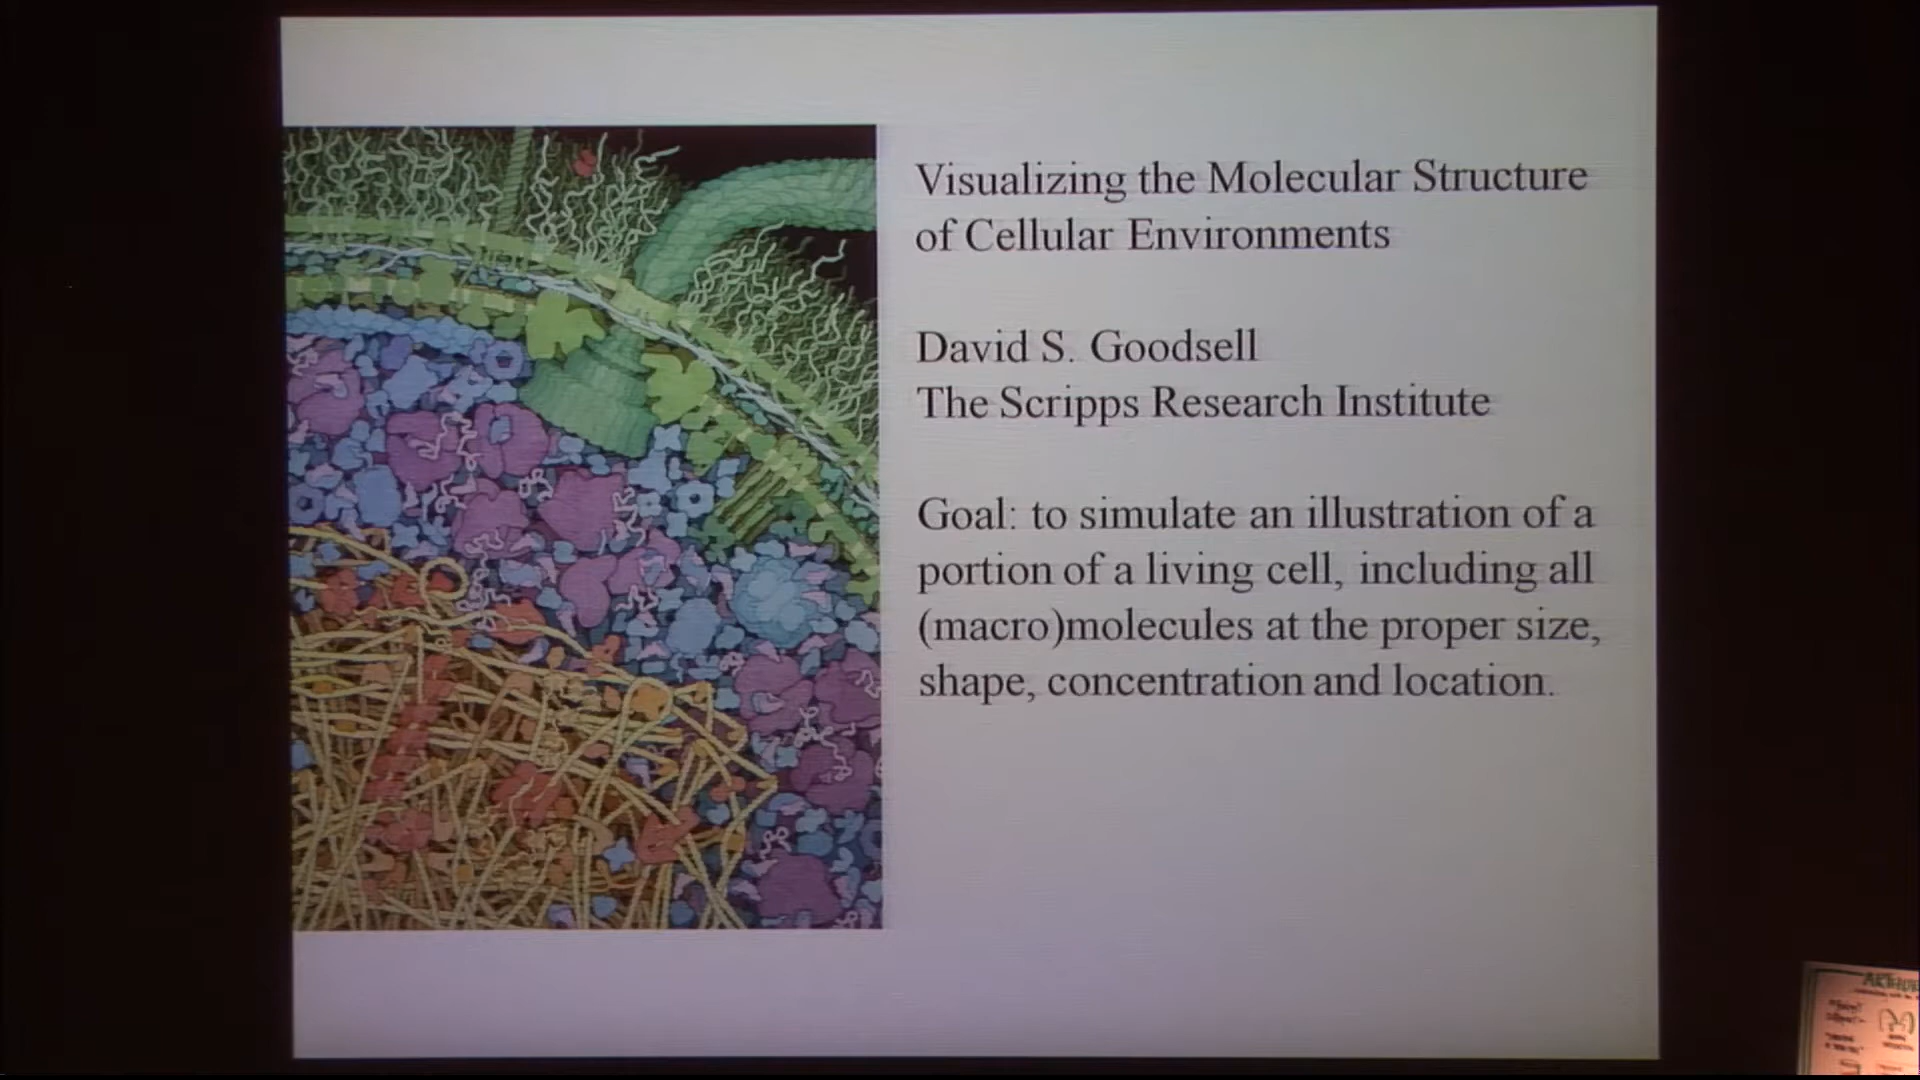 Visualizing the Molecular Structure
of Cellular Environments
David S. Goodsell
The Scripps Research Institute
Goal: to simulate an illustration of a
portion of a living cell, including all
(macro)molecules at the proper size,
shape, concentration and location.